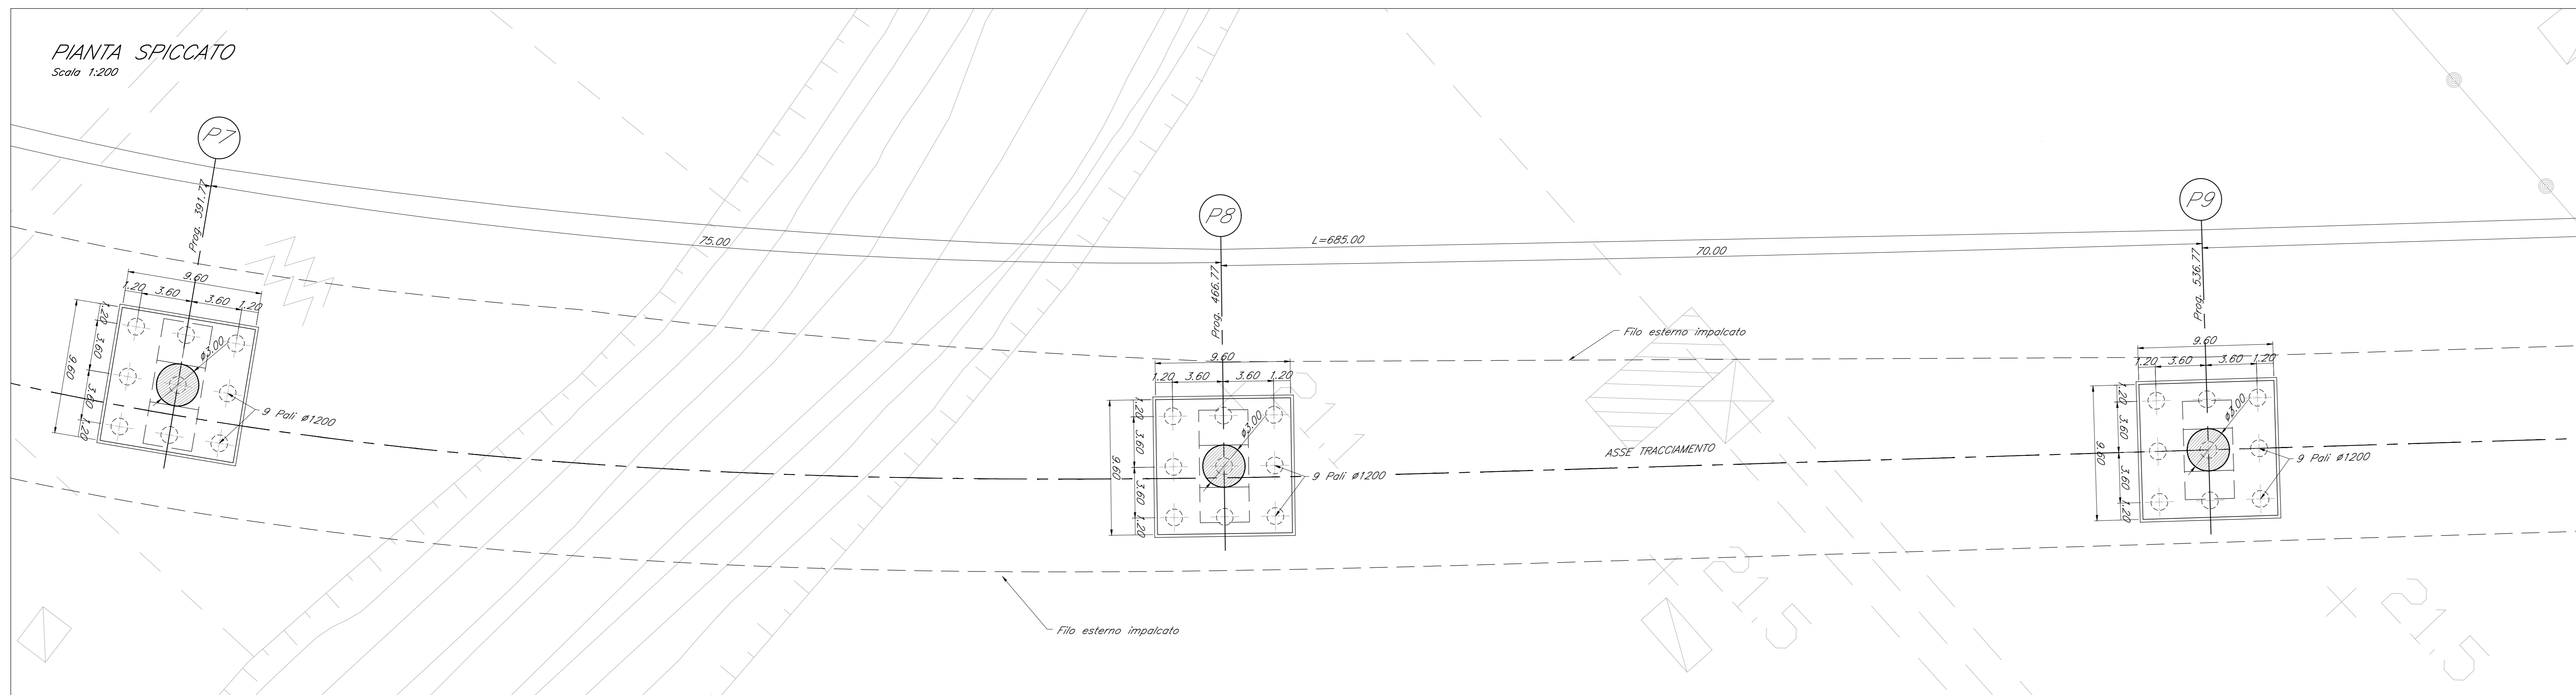 PIANTA SPICCATO
Scala 1:200
P7
Prog. 391.77
9.60
1.20 3.60 3.60 1.20
9.60
1.20 3.60 3.60 1.20
ø3.00
9 Pali ø1200
75.00
P8
L=685.00
Prog. 466.77
9.60
1.20 3.60 3.60 1.20
9.60
1.20 3.60 3.60 1.20
ø3.00
9 Pali ø1200
70.00
Filo esterno impalcato
ASSE TRACCIAMENTO
Filo esterno impalcato
P9
Prog. 536.77
9.60
1.20 3.60 3.60 1.20
9.60
1.20 3.60 3.60 1.20
ø3.00
9 Pali ø1200
215
215